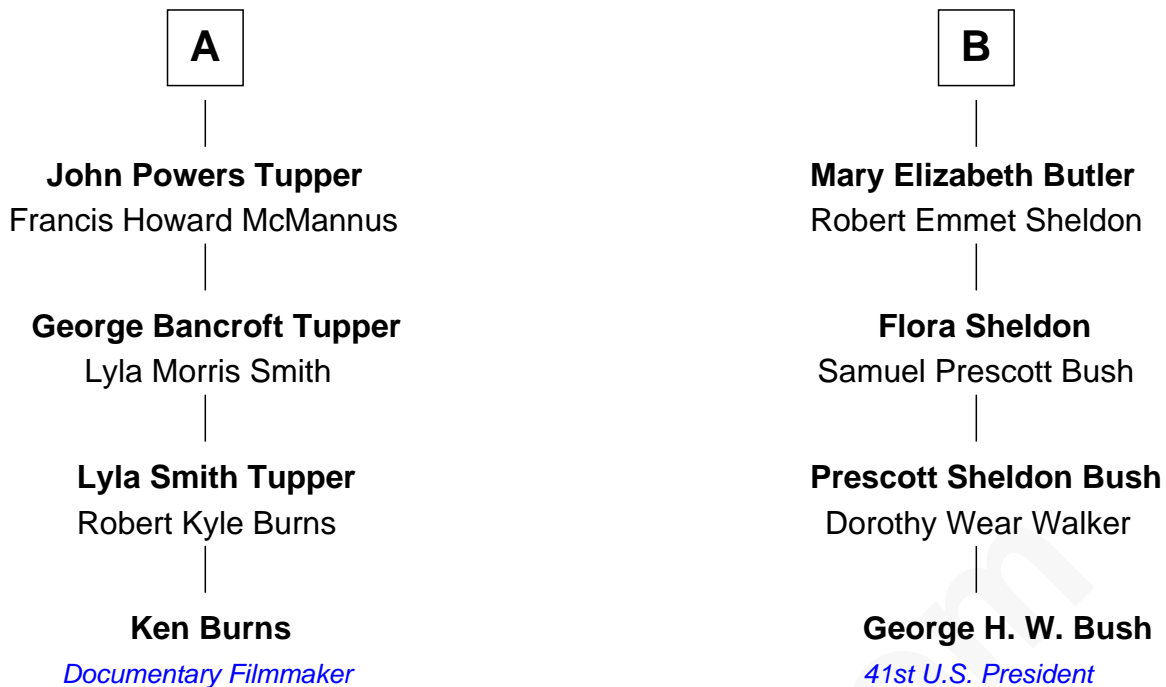 A
John Powers Tupper
Francis Howard McMannus
George Bancroft Tupper
Lyla Morris Smith
Lyla Smith Tupper
Robert Kyle Burns
Ken Burns
Documentary Filmmaker
B
Mary Elizabeth Butler
Robert Emmet Sheldon
Flora Sheldon
Samuel Prescott Bush
Prescott Sheldon Bush
Dorothy Wear Walker
George H. W. Bush
41st U.S. President